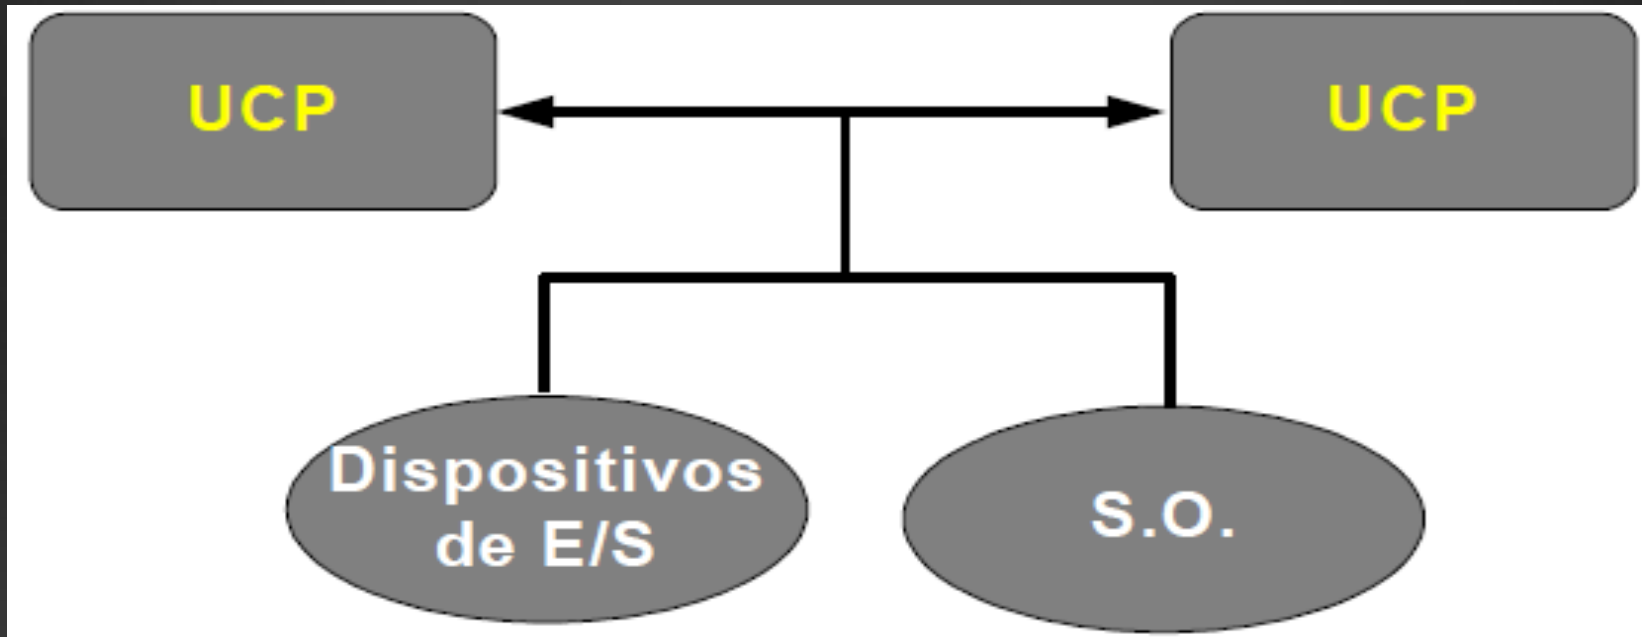 UCP
UCP
Dispositivos
de E/S
S.O.